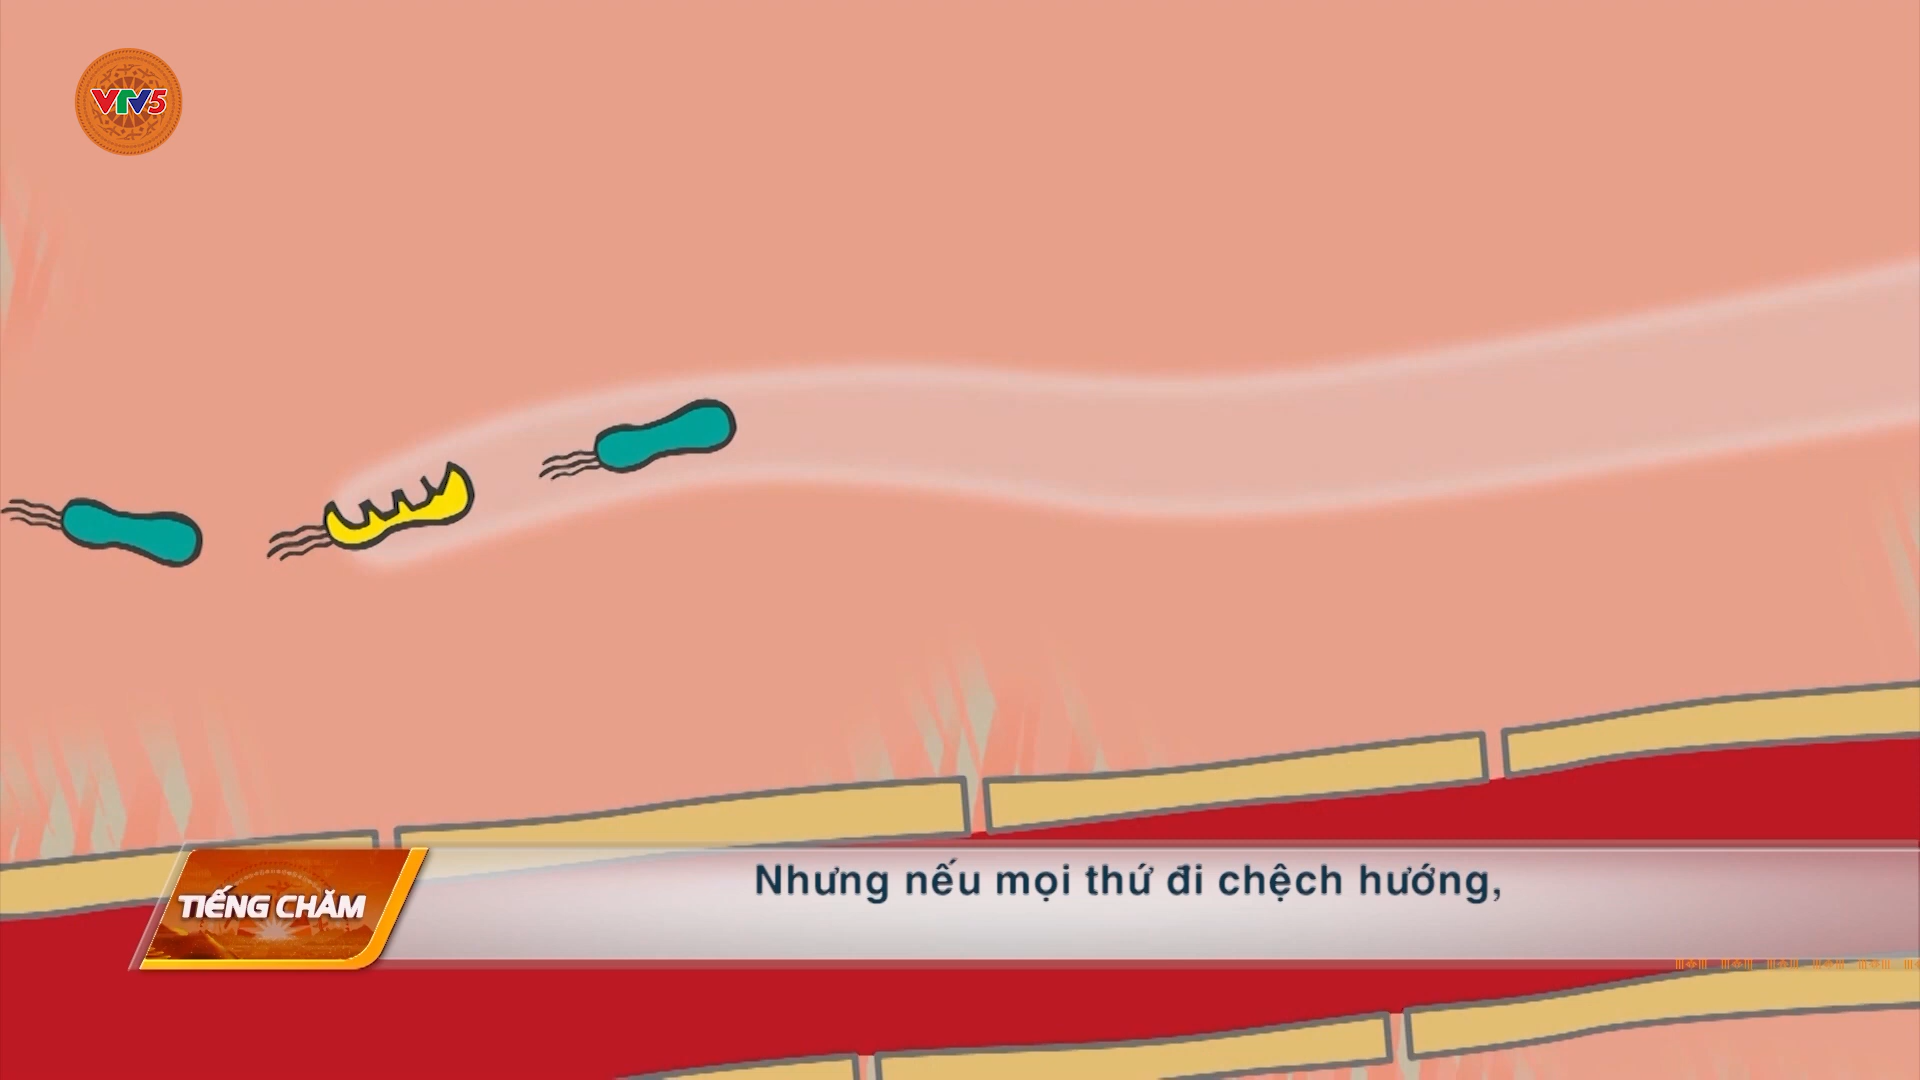 VTV5
Nhưng nếu mọi thứ đi chệch hướng,
TIẾNG CHĂM